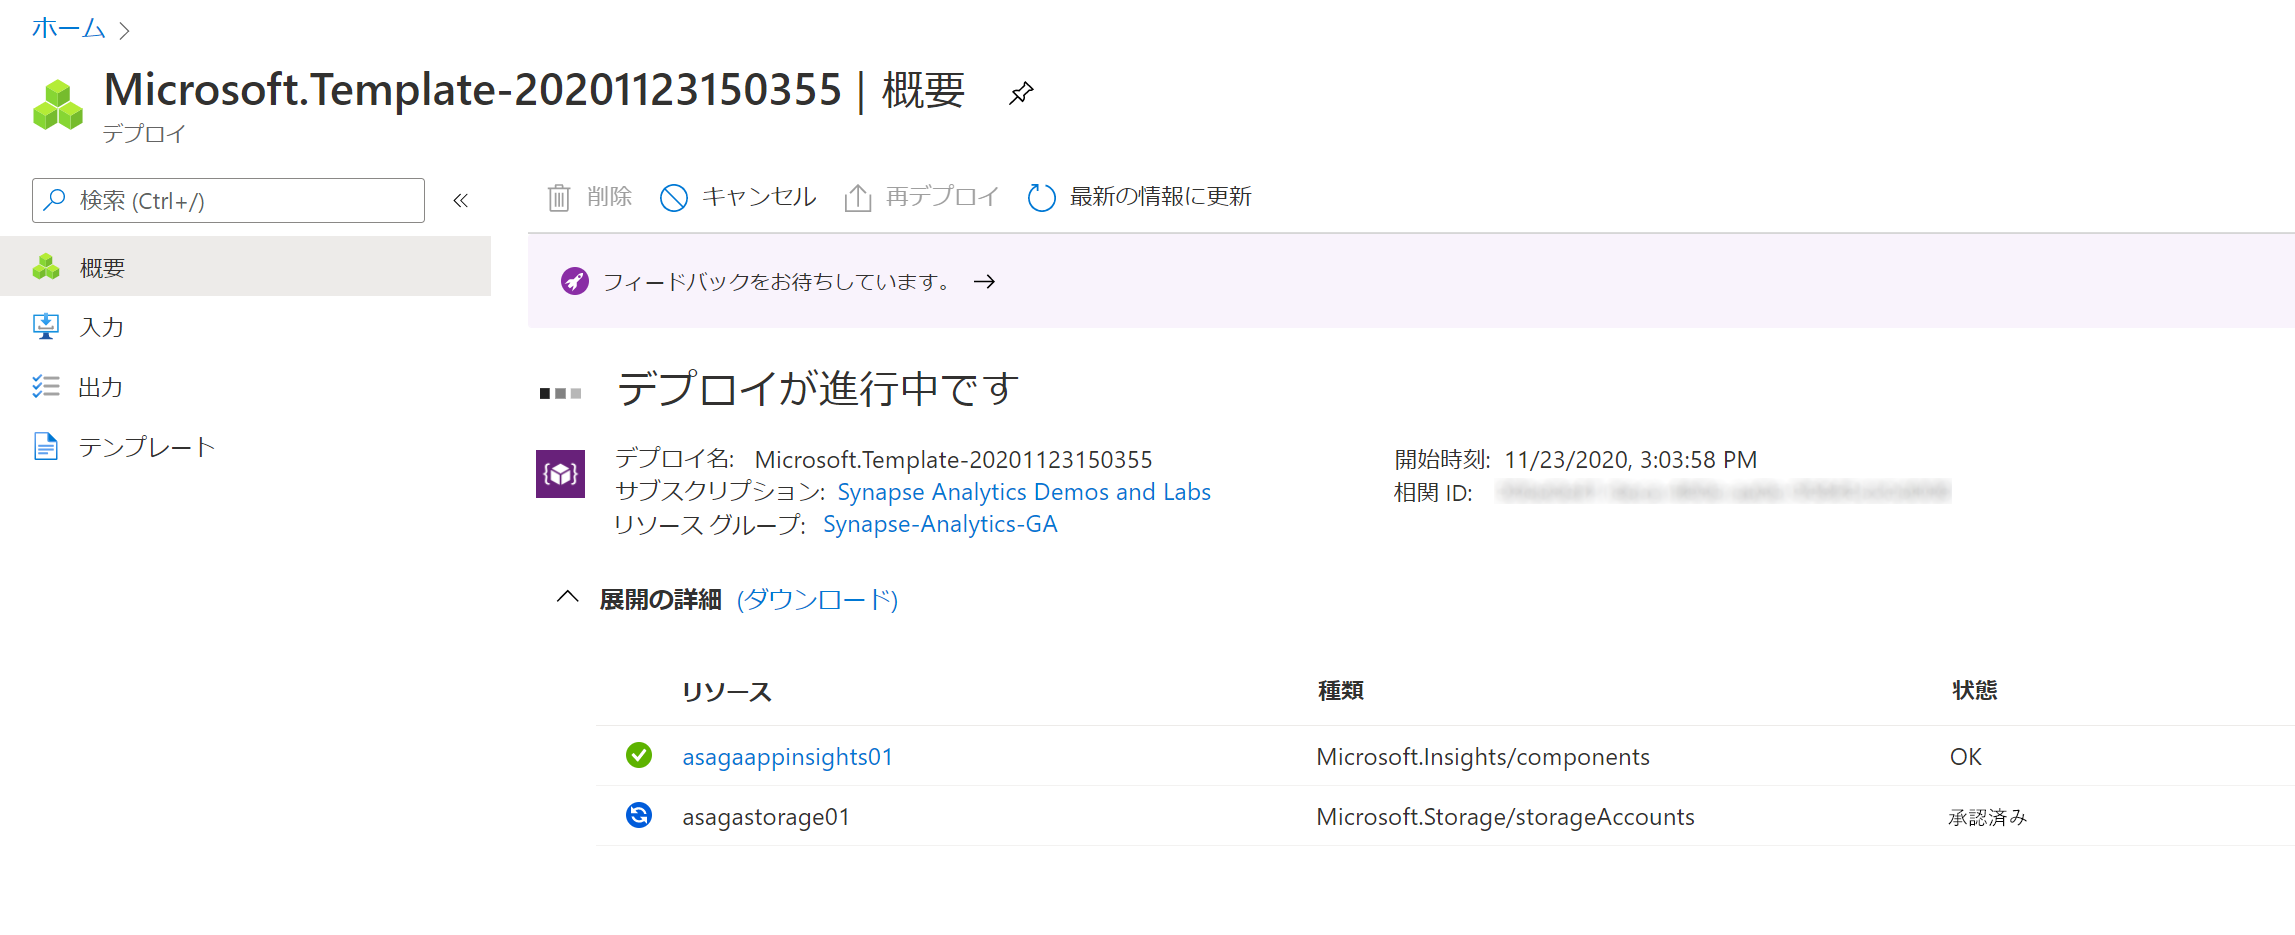 ホーム
Microsoft.Template-20201123150355 | 概要
デプロイ
検索 (Ctrl+/)
削除 キャンセル 再デプロイ 最新の情報に更新
概要
入力
出力
テンプレート
フィードバックをお待ちしています。 →
デプロイが進行中です
デプロイ名: Microsoft.Template-20201123150355
サブスクリプション: Synapse Analytics Demos and Labs
リソース グループ: Synapse-Analytics-GA
開始時刻: 11/23/2020, 3:03:58 PM
相関 ID:
展開の詳細 (ダウンロード)
リソース 種類 状態
asagaappinsights01 Microsoft.Insights/components OK
asagastorage01 Microsoft.Storage/storageAccounts 承認済み